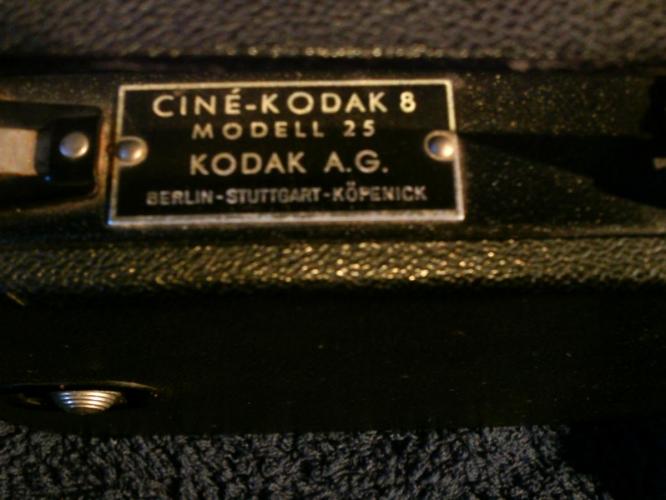 CINÉ-KODAK 8
MODELL 25
KODAK A.G.
BERLIN-STUTTGART-KÖPENICK